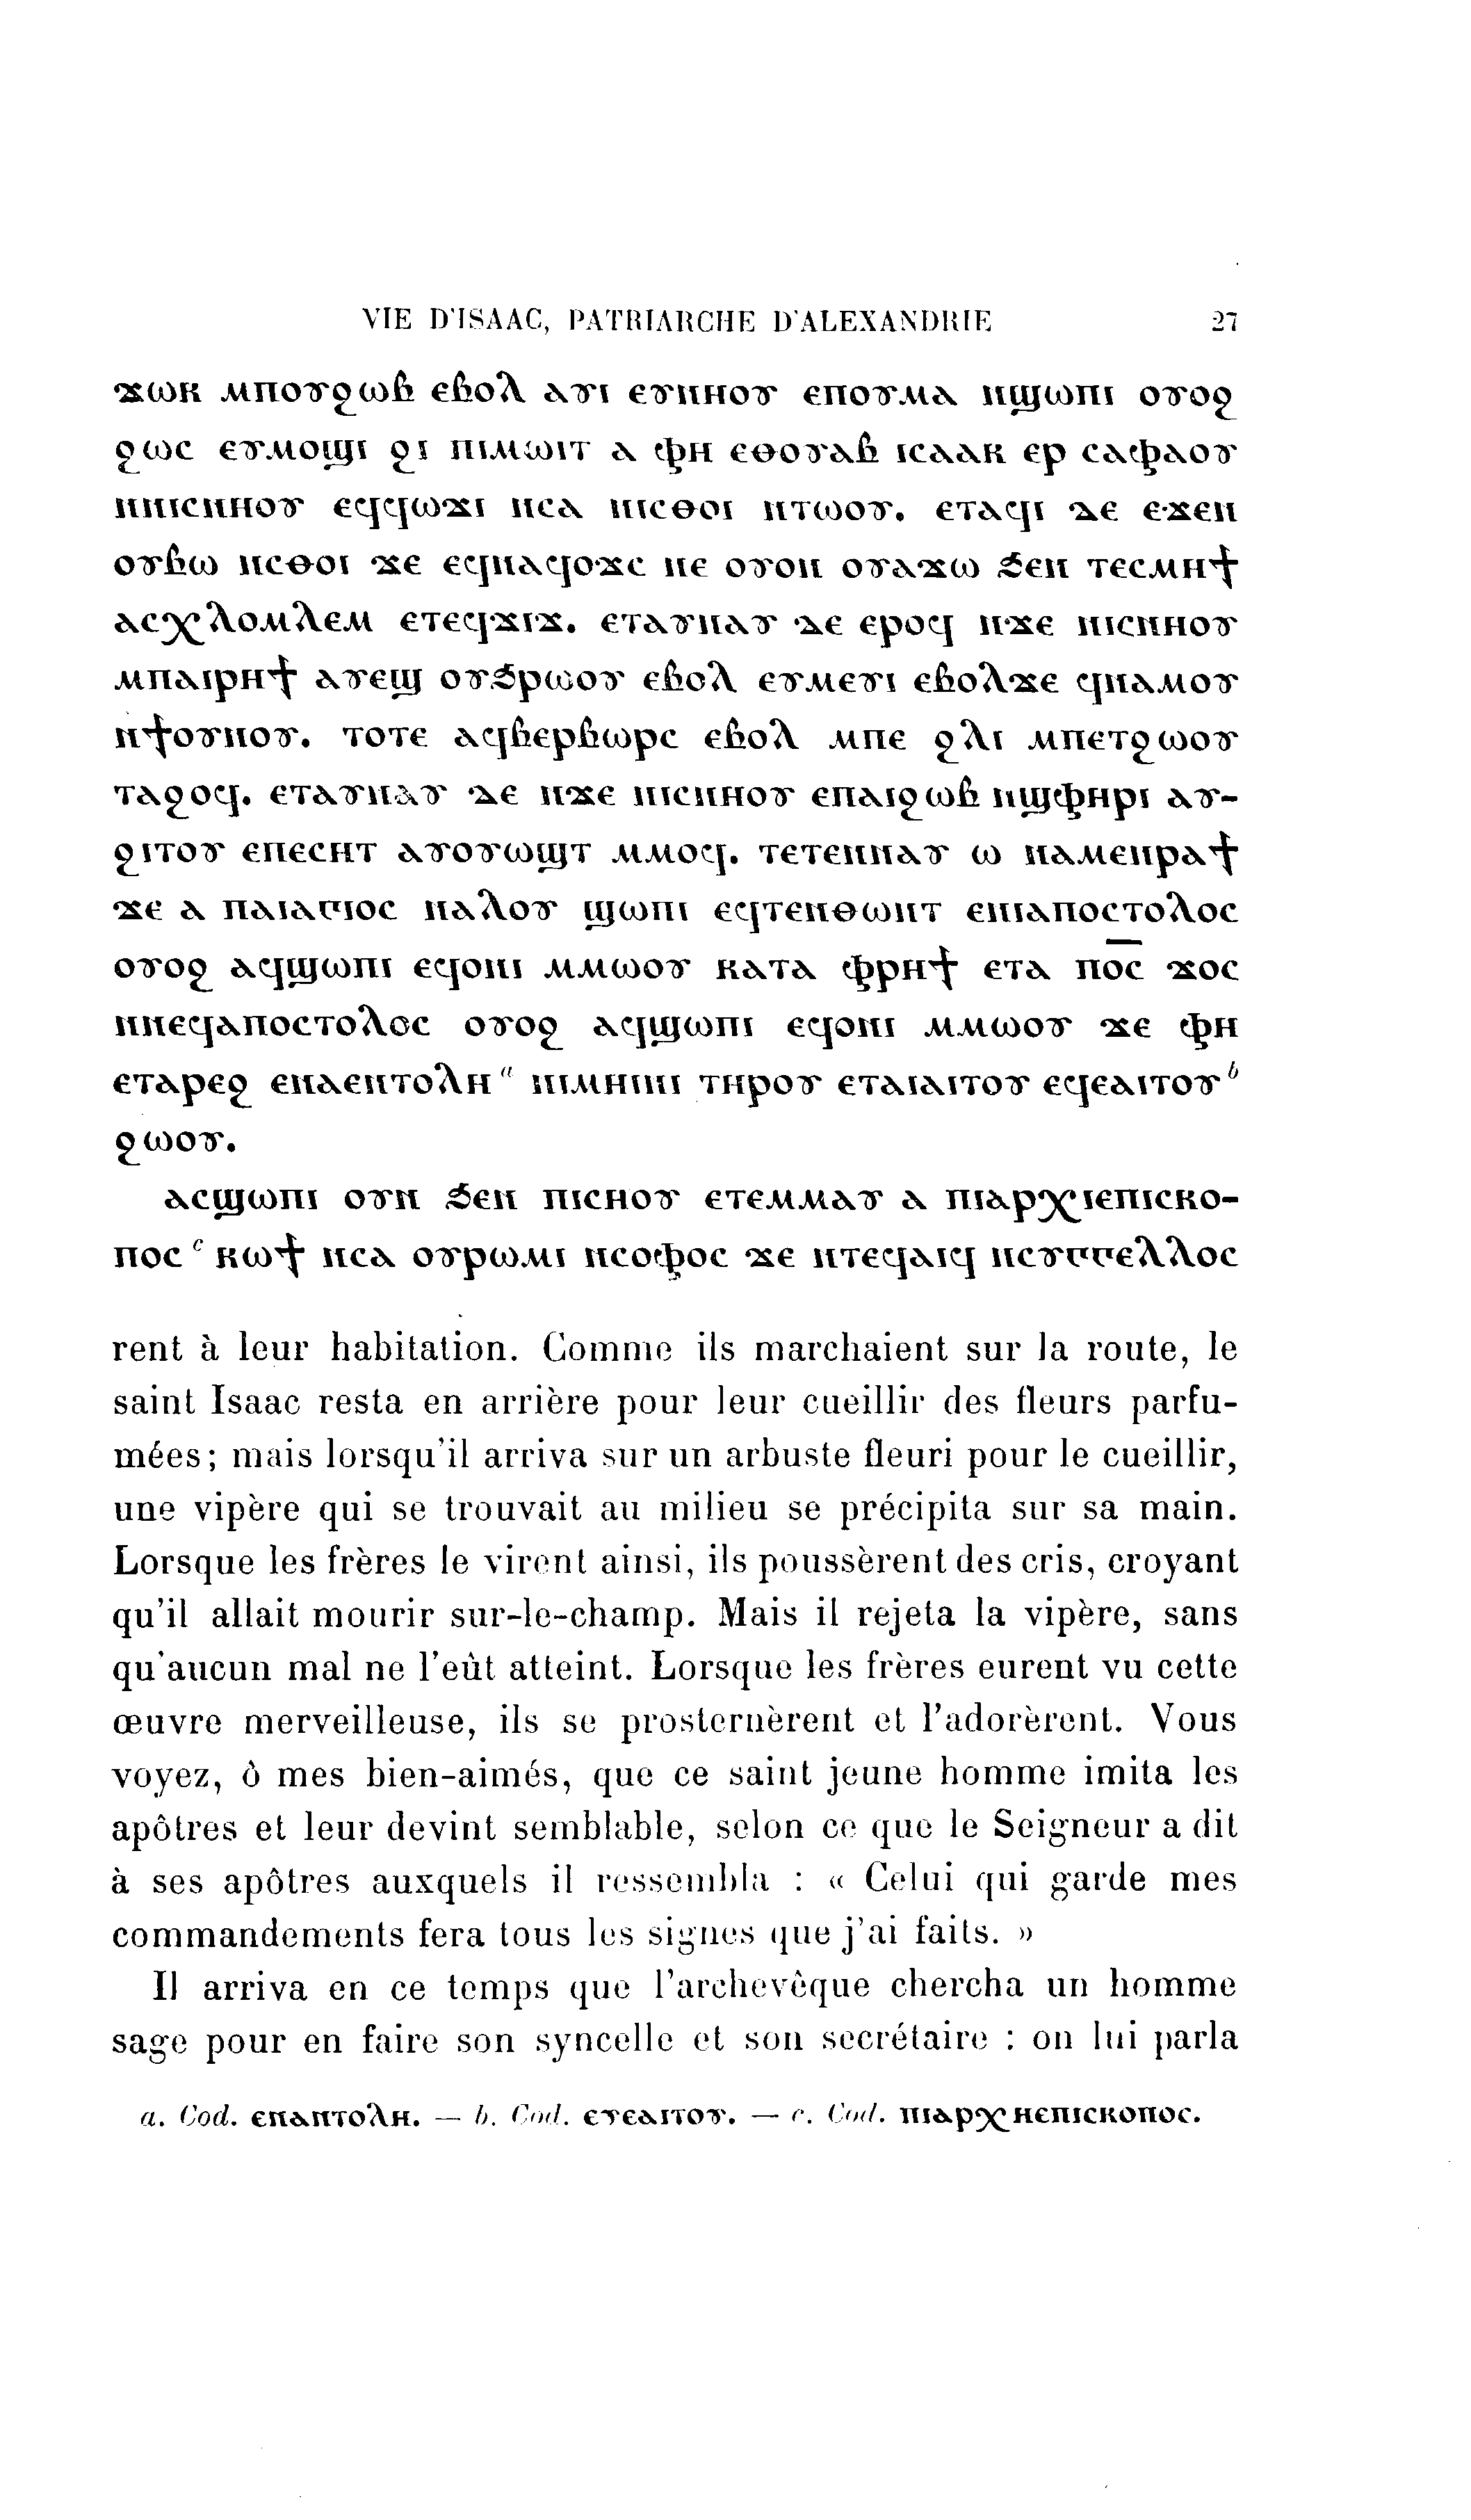 VIE D'ISAAC, PATRIARCHE D'ALEXANDRIE 27
ϫⲱⲕ ⲙⲡⲟⲩϩⲱⲃ ⲉⲃⲟⲗ ⲁⲩⲓ ⲉⲩⲛⲏⲟⲩ ⲉⲡⲟⲩⲙⲁ ⲛϣⲱⲡⲓ ⲟⲩⲟϩ
ϩⲱⲥ ⲉⲩⲙⲟϣⲓ ϩⲓ ⲡⲓⲙⲱⲓⲧ ⲁ ⲫⲏ ⲉⲑⲟⲩⲁⲃ ⲓⲥⲁⲁⲕ ⲉⲣ ⲥⲁⲫⲁⲟⲩ
ⲛⲛⲓⲥⲛⲏⲟⲩ ⲉϥϥⲱϫⲓ ⲛⲥⲁ ⲛⲓⲥⲑⲟⲓ ⲛⲧⲱⲟⲩ. ⲉⲧⲁϥⲓ ⲇⲉ ⲉϫⲉⲛ
ⲟⲩⲃⲱ ⲛⲥⲑⲟⲓ ϫⲉ ⲉϥⲛⲁϥⲟϫⲥ ⲛⲉ ⲟⲩⲟⲛ ⲟⲩⲁϫⲱ ϧⲉⲛ ⲧⲉⲥⲙⲏϯ
ⲁⲥⲭⲗⲟⲙⲗⲉⲙ ⲉⲧⲉϥϫⲓϫ. ⲉⲧⲁⲩⲛⲁⲩ ⲇⲉ ⲉⲣⲟϥ ⲛϫⲉ ⲛⲓⲥⲛⲏⲟⲩ
ⲙⲡⲁⲓⲣⲏϯ ⲁⲩⲉϣ ⲟⲩϧⲣⲱⲟⲩ ⲉⲃⲟⲗ ⲉⲩⲙⲉⲩⲓ ⲉⲃⲟⲗϫⲉ ϥⲛⲁⲙⲟⲩ
ⲛϯⲟⲩⲛⲟⲩ. ⲧⲟⲧⲉ ⲁϥⲃⲉⲣⲃⲱⲣⲥ ⲉⲃⲟⲗ ⲙⲡⲉ ϩⲗⲓ ⲙⲡⲉⲧϩⲱⲟⲩ
ⲧⲁϩⲟϥ. ⲉⲧⲁⲩⲛⲁⲩ ⲇⲉ ⲛϫⲉ ⲛⲓⲥⲛⲏⲟⲩ ⲉⲡⲁⲓϩⲱⲃ ⲛϣⲫⲏⲣⲓ ⲁⲩ-
ϩⲓⲧⲟⲩ ⲉⲡⲉⲥⲏⲧ ⲁⲩⲟⲩⲱϣⲧ ⲙⲙⲟϥ. ⲧⲉⲧⲉⲛⲛⲁⲩ ⲱ ⲛⲁⲙⲉⲛⲣⲁϯ
ϫⲉ ⲁ ⲡⲁⲓⲁⲅⲓⲟⲥ ⲛⲁⲗⲟⲩ ϣⲱⲡⲓ ⲉϥⲧⲉⲛⲑⲱⲛⲧ ⲉⲛⲓⲁⲡⲟⲥⲧⲟⲗⲟⲥ
ⲟⲩⲟϩ ⲁϥϣⲱⲡⲓ ⲉϥⲟⲛⲓ ⲙⲙⲱⲟⲩ ⲕⲁⲧⲁ ⲫⲣⲏϯ ⲉⲧⲁ ⲡⲟ̅ⲥ̅ ϫⲟⲥ
ⲛⲛⲉϥⲁⲡⲟⲥⲧⲟⲗⲟⲥ ⲟⲩⲟϩ ⲁϥϣⲱⲡⲓ ⲉϥⲟⲛⲓ ⲙⲙⲱⲟⲩ ϫⲉ ⲫⲏ
ⲉⲧⲁⲣⲉϩ ⲉⲛⲁⲉⲛⲧⲟⲗⲏ a ⲛⲓⲙⲏⲓⲛⲓ ⲧⲏⲣⲟⲩ ⲉⲧⲁⲓⲁⲓⲧⲟⲩ ⲉϥⲉⲁⲓⲧⲟⲩ b
ϩⲱⲟⲩ.
ⲁⲥϣⲱⲡⲓ ⲟⲩⲛ ϧⲉⲛ ⲡⲓⲥⲏⲟⲩ ⲉⲧⲉⲙⲙⲁⲩ ⲁ ⲡⲓⲁⲣⲭⲓⲉⲡⲓⲥⲕⲟ-
ⲡⲟⲥ c ⲕⲱϯ ⲛⲥⲁ ⲟⲩⲣⲱⲙⲓ ⲛⲥⲟⲫⲟⲥ ϫⲉ ⲛⲧⲉϥⲁⲓϥ ⲛⲥⲩⲅⲅⲉⲗⲗⲟⲥ
rent à leur habitation. Comme ils marchaient sur la route, le
saint Isaac resta en arrière pour leur cueillir des fleurs parfu-
mées; mais lorsqu'il arriva sur un arbuste fleuri pour le cueillir,
une vipère qui se trouvait au milieu se précipita sur sa main.
Lorsque les frères le virent ainsi, ils poussèrent des cris, croyant
qu'il allait mourir sur-le-champ. Mais il rejeta la vipère, sans
qu'aucun mal ne l'eût atteint. Lorsque les frères eurent vu cette
œuvre merveilleuse, ils se prosternèrent et l'adorèrent. Vous
voyez, ô mes bien-aimés, que ce saint jeune homme imita les
apôtres et leur devint semblable, selon ce que le Seigneur a dit
à ses apôtres auxquels il ressembla : « Celui qui garde mes
commandements fera tous les signes que j'ai faits. »
Il arriva en ce temps que l'archevêque chercha un homme
sage pour en faire son syncelle et son secrétaire : on lui parla
a. Cod. ⲉⲛⲁⲛⲧⲟⲗⲏ. — b. Cod. ⲉⲩⲉⲁⲓⲧⲟⲩ. — c. Cod. ⲡⲓⲁⲣⲭⲏⲉⲡⲓⲥⲕⲟⲡⲟⲥ.